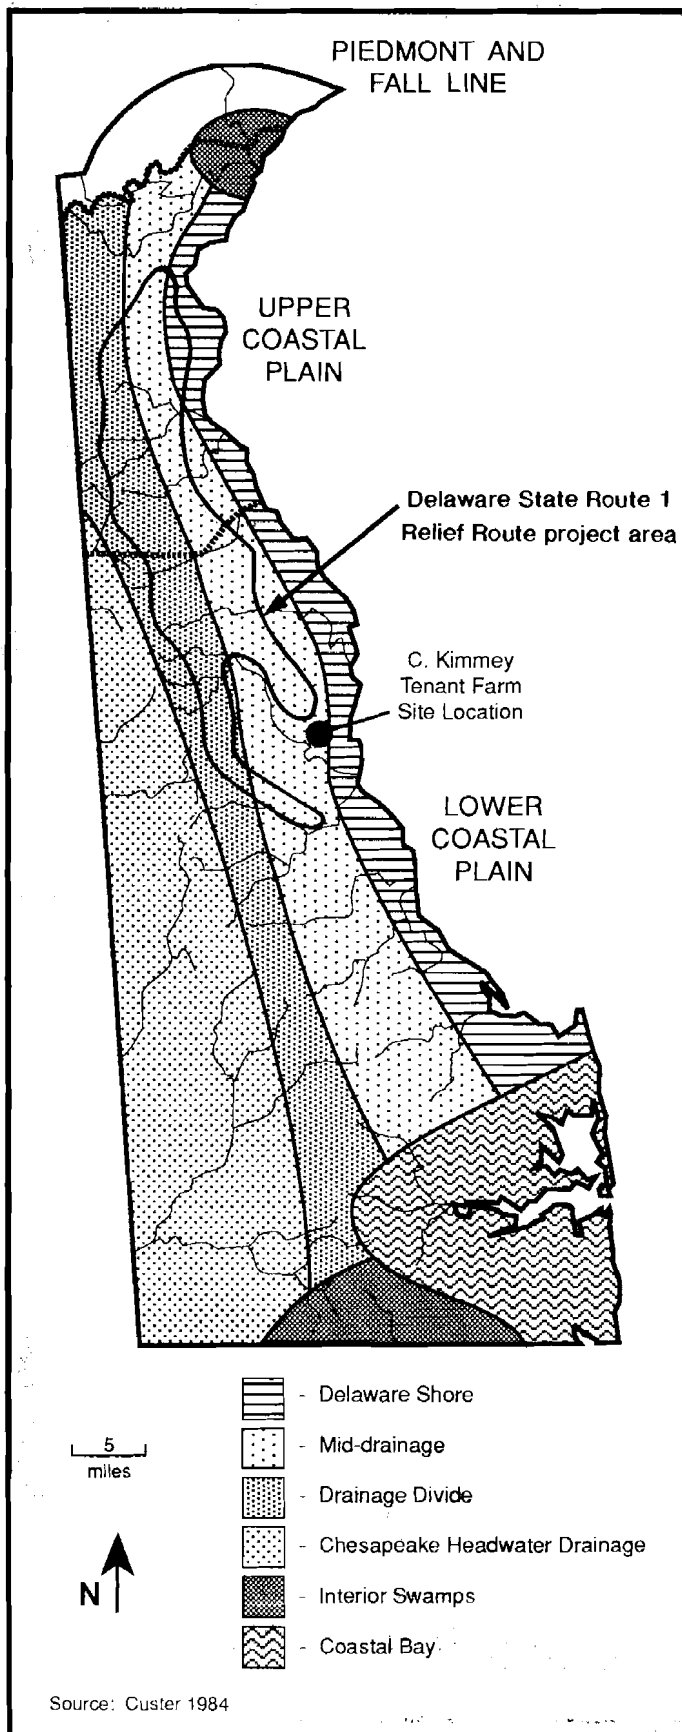 PIEDMONT AND
FALL LINE
UPPER
COASTAL
PLAIN
Delaware State Route 1
Relief Route project area
C. Kimmey
Tenant Farm
Site Location
LOWER
COASTAL
PLAIN
- Delaware Shore
- Mid-drainage
- Drainage Divide
- Chesapeake Headwater Drainage
- Interior Swamps
- Coastal Bay
5
miles
N
Source: Custer 1984